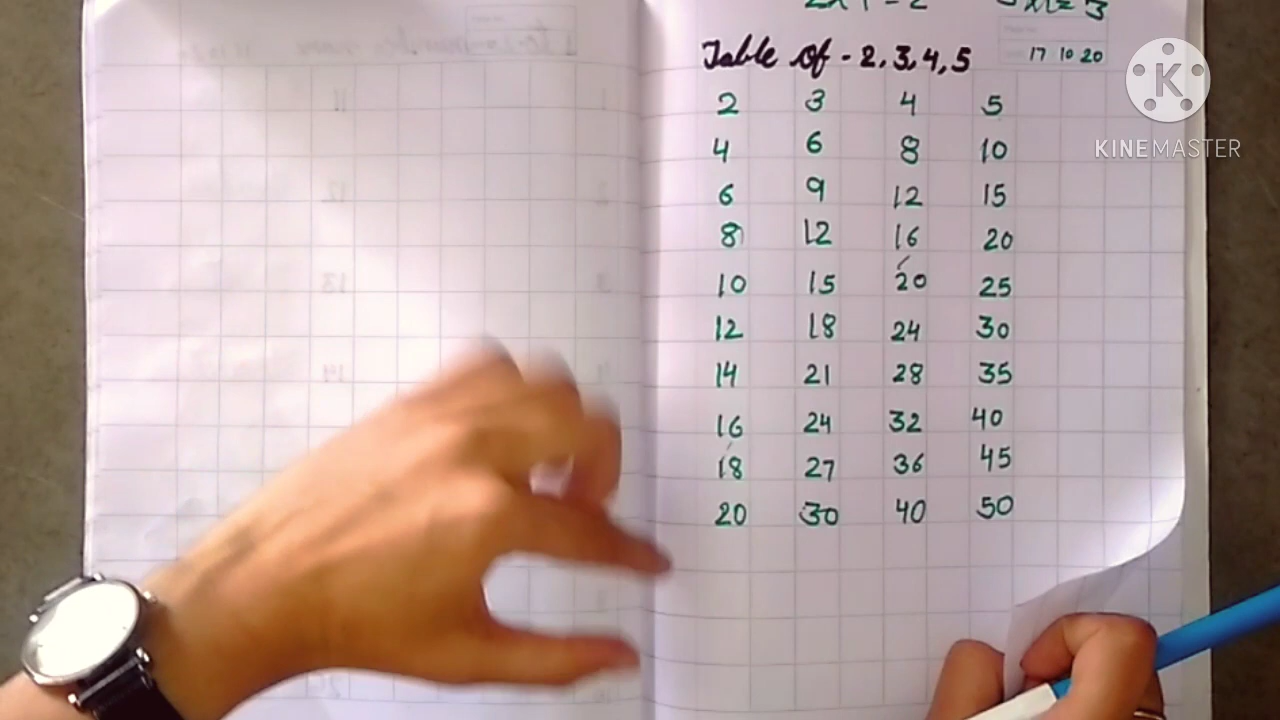 Table Of - 2, 3, 4, 5
17 10 20
K
KINEMASTER
2 3 4 5
4 6 8 10
6 9 12 15
8 12 16 20
10 15 20 25
12 18 24 30
14 21 28 35
16 24 32 40
18 27 36 45
20 30 40 50